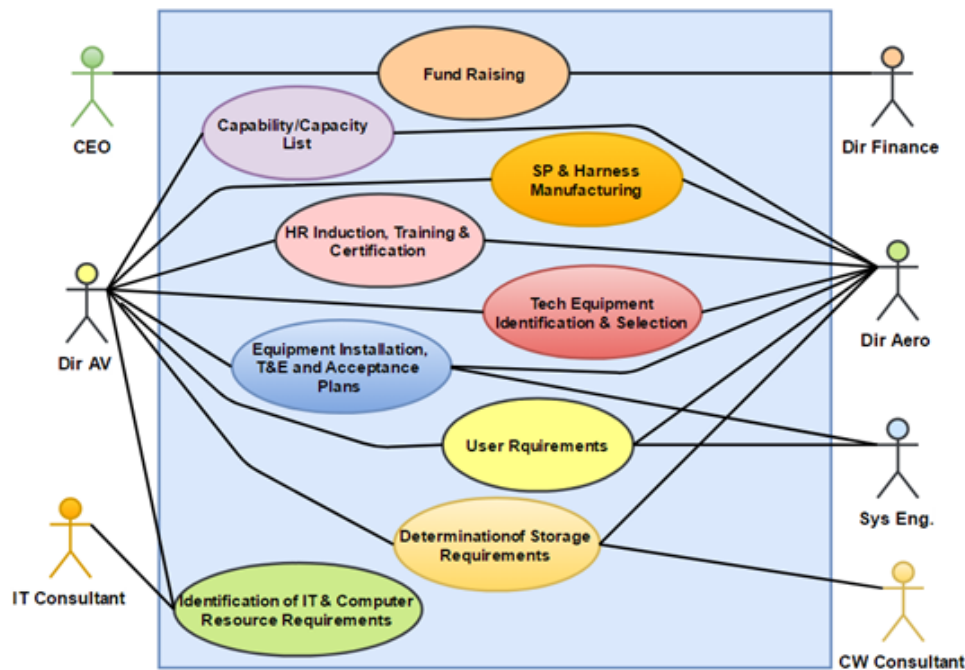 Fund Raising
CEO
Dir Finance
Capability/Capacity
List
SP & Harness
Manufacturing
HR Induction, Training &
Certification
Tech Equipment
Identification & Selection
Dir AV
Dir Aero
Equipment Installation,
T&E and Acceptance
Plans
User Rquirements
Sys Eng.
Determinationof Storage
Requirements
IT Consultant
Identification of IT & Computer
Resource Requirements
CW Consultant